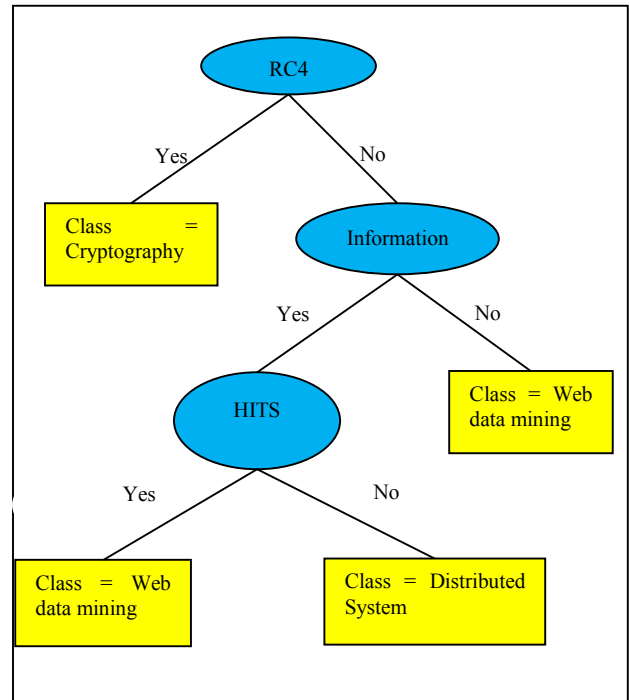 RC4
Yes
No
Class =
Cryptography
Information
Yes
No
HITS
Class = Web
data mining
Yes
No
Class = Web
data mining
Class = Distributed
System